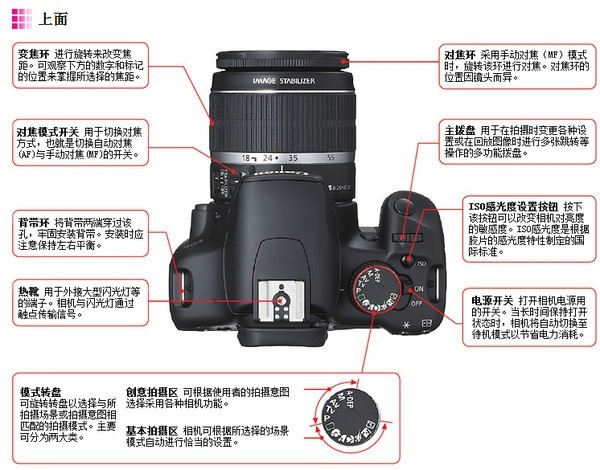 上面
变焦环 进行旋转来改变焦
距。可观察下方的数字和标记
的位置来掌握所选择的焦距。
对焦环 采用手动对焦（MF）模式
时，旋转该环进行对焦。对焦环的
位置因镜头而异。
IMAGE STABILIZER
对焦模式开关 用于切换对焦
方式，也就是切换自动对焦
(AF)与手动对焦(MF)的开关。
主拨盘 用于在拍摄时变更各种设
置或在回放图像时进行多张跳转等
操作的多功能拨盘。
18 24 35 55
Canon
背带环 将背带两端穿过该
孔，牢固安装背带。安装时应
注意保持左右平衡。
ISO感光度设置按钮 按下
该按钮可以改变相机对亮度
的敏感度。ISO感光度是根据
胶片的感光度特性制定的国
际标准。
ISO
热靴 用于外接大型闪光灯等
的端子。相机与闪光灯通过
触点传输信号。
ON
OFF
电源开关 打开相机电源用
的开关。当长时间保持打开
状态时，相机将自动切换至
待机模式以节省电力消耗。
模式转盘
可旋转转盘以选择与所
拍摄场景或拍摄意图相
匹配的拍摄模式。主要
可分为两大类。
创意拍摄区 可根据使用者的拍摄意图
选择采用各种相机功能。
基本拍摄区 相机可根据所选择的场景
模式自动进行恰当的设置。